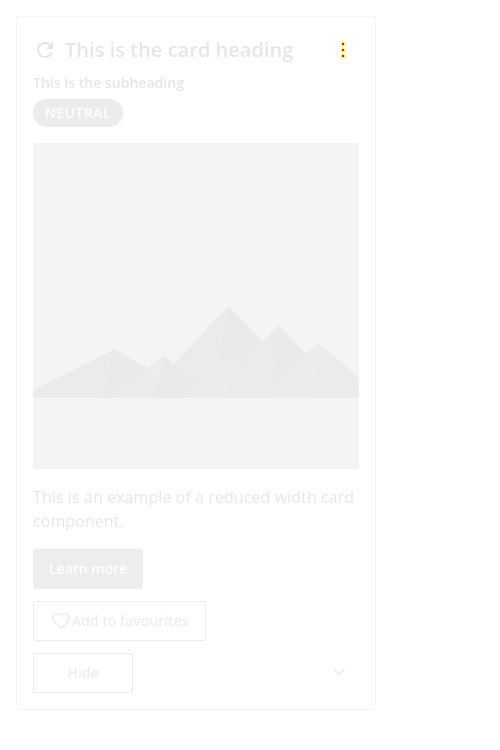 This is the card heading
This is the subheading
NEUTRAL
This is an example of a reduced width card
component.
Learn more
Add to favourites
Hide